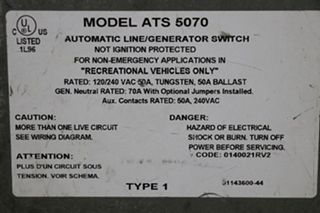 MODEL ATS 5070
C UL US
LISTED
1L96
AUTOMATIC LINE/GENERATOR SWITCH
NOT IGNITION PROTECTED
FOR NON-EMERGENCY APPLICATIONS IN
"RECREATIONAL VEHICLES ONLY"
RATED: 120/240 VAC 50A, TUNGSTEN, 50A BALLAST
GEN. Neutral RATED: 70A With Optional Jumpers Installed.
Aux. Contacts RATED: 50A, 240VAC
CAUTION:
MORE THAN ONE LIVE CIRCUIT
SEE WIRING DIAGRAM.
DANGER:
HAZARD OF ELECTRICAL
SHOCK OR BURN. TURN OFF
POWER BEFORE SERVICING.
CODE: 0140021RV2
ATTENTION:
PLUS D'UN CIRCUIT SOUS
TENSION. VOIR SCHEMA.
TYPE 1
31143600-44